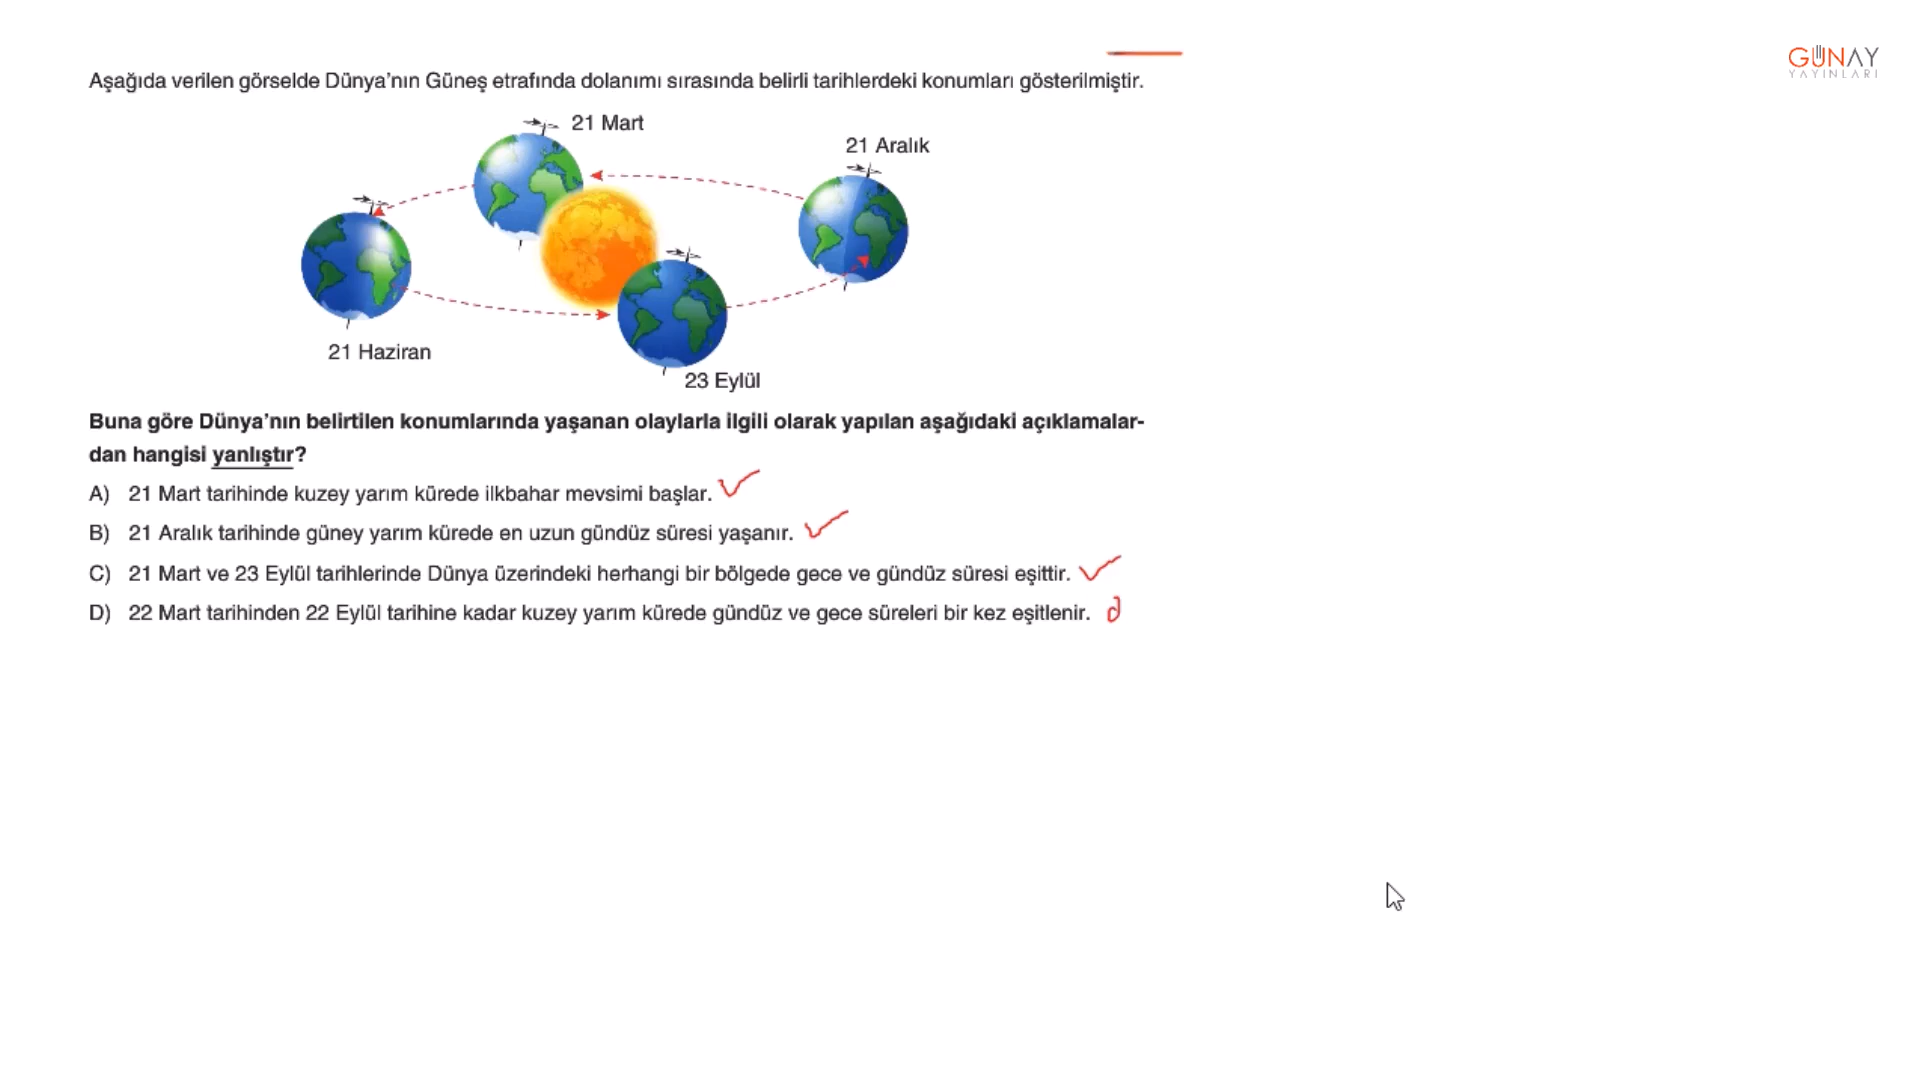 GÜNAY
YAYINLARI
Aşağıda verilen görselde Dünya’nın Güneş etrafında dolanımı sırasında belirli tarihlerdeki konumları gösterilmiştir.
21 Mart
21 Aralık
21 Haziran
23 Eylül
Buna göre Dünya’nın belirtilen konumlarında yaşanan olaylarla ilgili olarak yapılan aşağıdaki açıklamalar-
dan hangisi yanlıştır?
A) 21 Mart tarihinde kuzey yarım kürede ilkbahar mevsimi başlar.
B) 21 Aralık tarihinde güney yarım kürede en uzun gündüz süresi yaşanır.
C) 21 Mart ve 23 Eylül tarihlerinde Dünya üzerindeki herhangi bir bölgede gece ve gündüz süresi eşittir.
D) 22 Mart tarihinden 22 Eylül tarihine kadar kuzey yarım kürede gündüz ve gece süreleri bir kez eşitlenir.